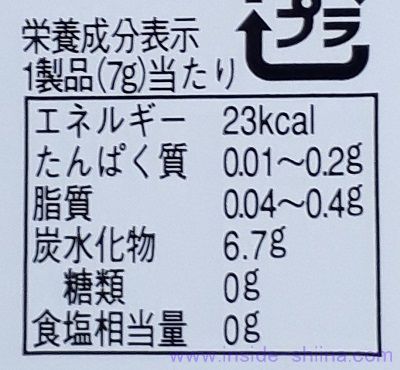 栄養成分表示
プラ
1製品(7g)当たり
エネルギー 23kcal
たんぱく質 0.01〜0.2g
脂質 0.04〜0.4g
炭水化物 6.7g
糖類 0g
食塩相当量 0g
www.inside-shiina.com